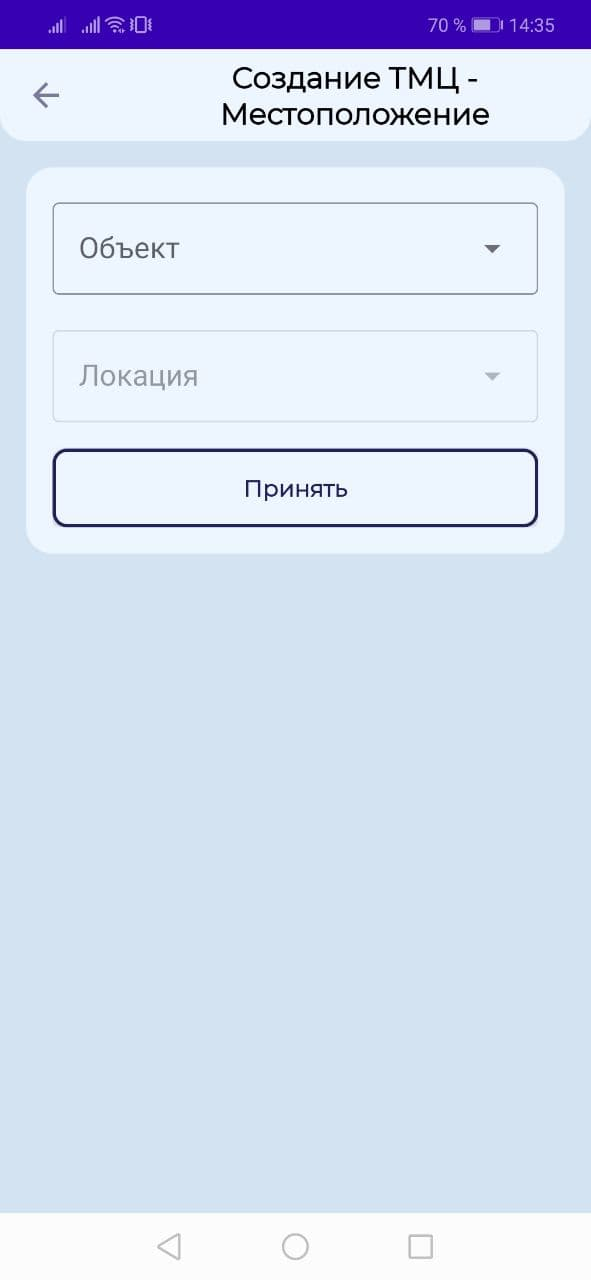 70 % 14:35
Создание ТМЦ -
Местоположение
Объект
Локация
Принять